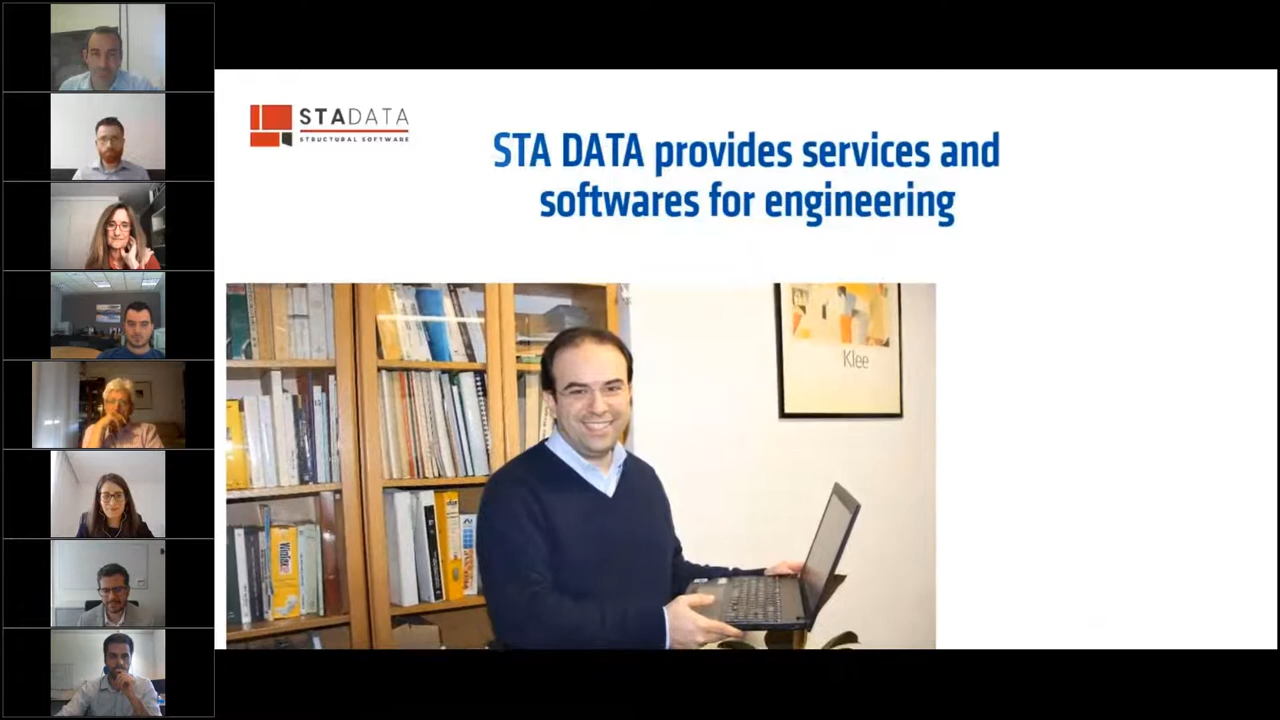 STADATA
STRUCTURAL SOFTWARE
STA DATA provides services and
softwares for engineering
Klee